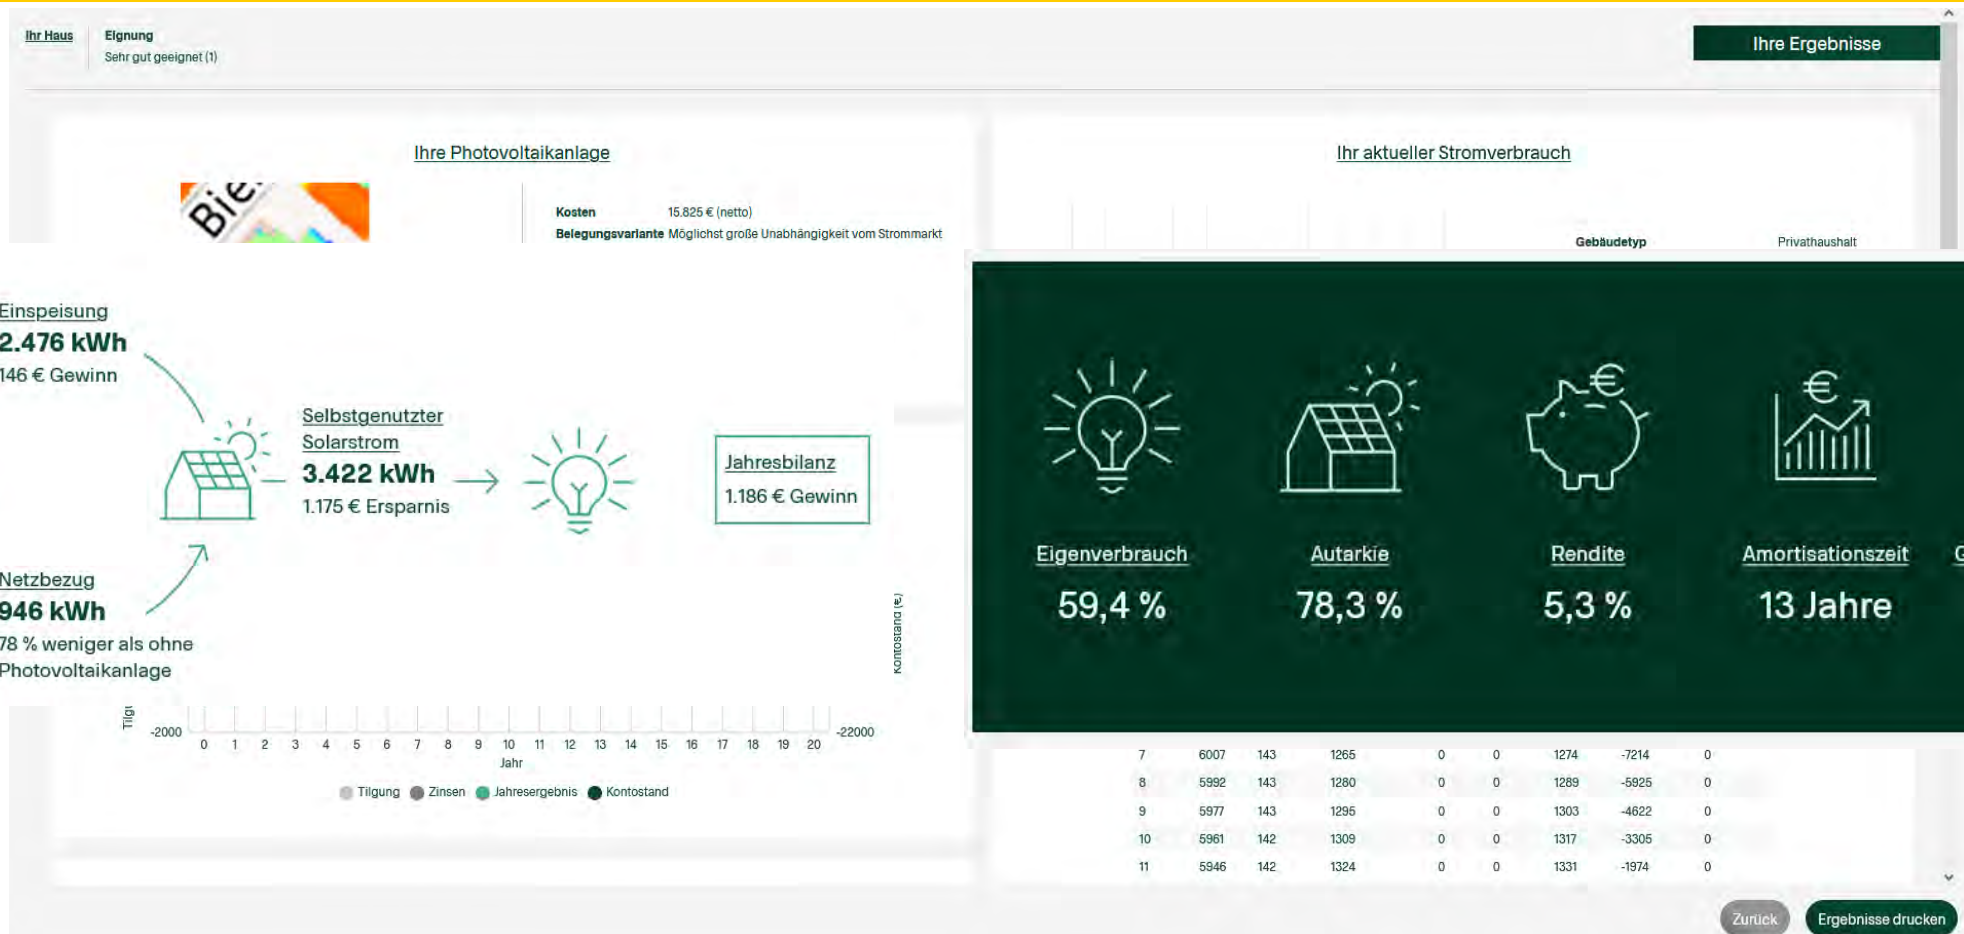 Ihr Haus
Eignung
Sehr gut geeignet (1)
Ihre Ergebnisse
Ihre Photovoltaikanlage
Kosten 15.825 € (netto)
Belegungsvariante Möglichst große Unabhängigkeit vom Strommarkt
Ihr aktueller Stromverbrauch
Gebäudetyp Privathaushalt
Einspeisung
2.476 kWh
146 € Gewinn
Selbstgenutzter
Solarstrom
3.422 kWh
1.175 € Ersparnis
Jahresbilanz
1.186 € Gewinn
Netzbezug
946 kWh
78 % weniger als ohne
Photovoltaikanlage
Kontostand (€)
-2000
-22000
0 1 2 3 4 5 6 7 8 9 10 11 12 13 14 15 16 17 18 19 20
Jahr
Tilgung Zinsen Jahresergebnis Kontostand
Eigenverbrauch
59,4 %
Autarkie
78,3 %
Rendite
5,3 %
Amortisationszeit
13 Jahre
7 6007 143 1265 0 0 1274 -7214 0
8 5992 143 1280 0 0 1289 -5925 0
9 5977 143 1295 0 0 1303 -4622 0
10 5961 142 1309 0 0 1317 -3305 0
11 5946 142 1324 0 0 1331 -1974 0
Zurück
Ergebnisse drucken